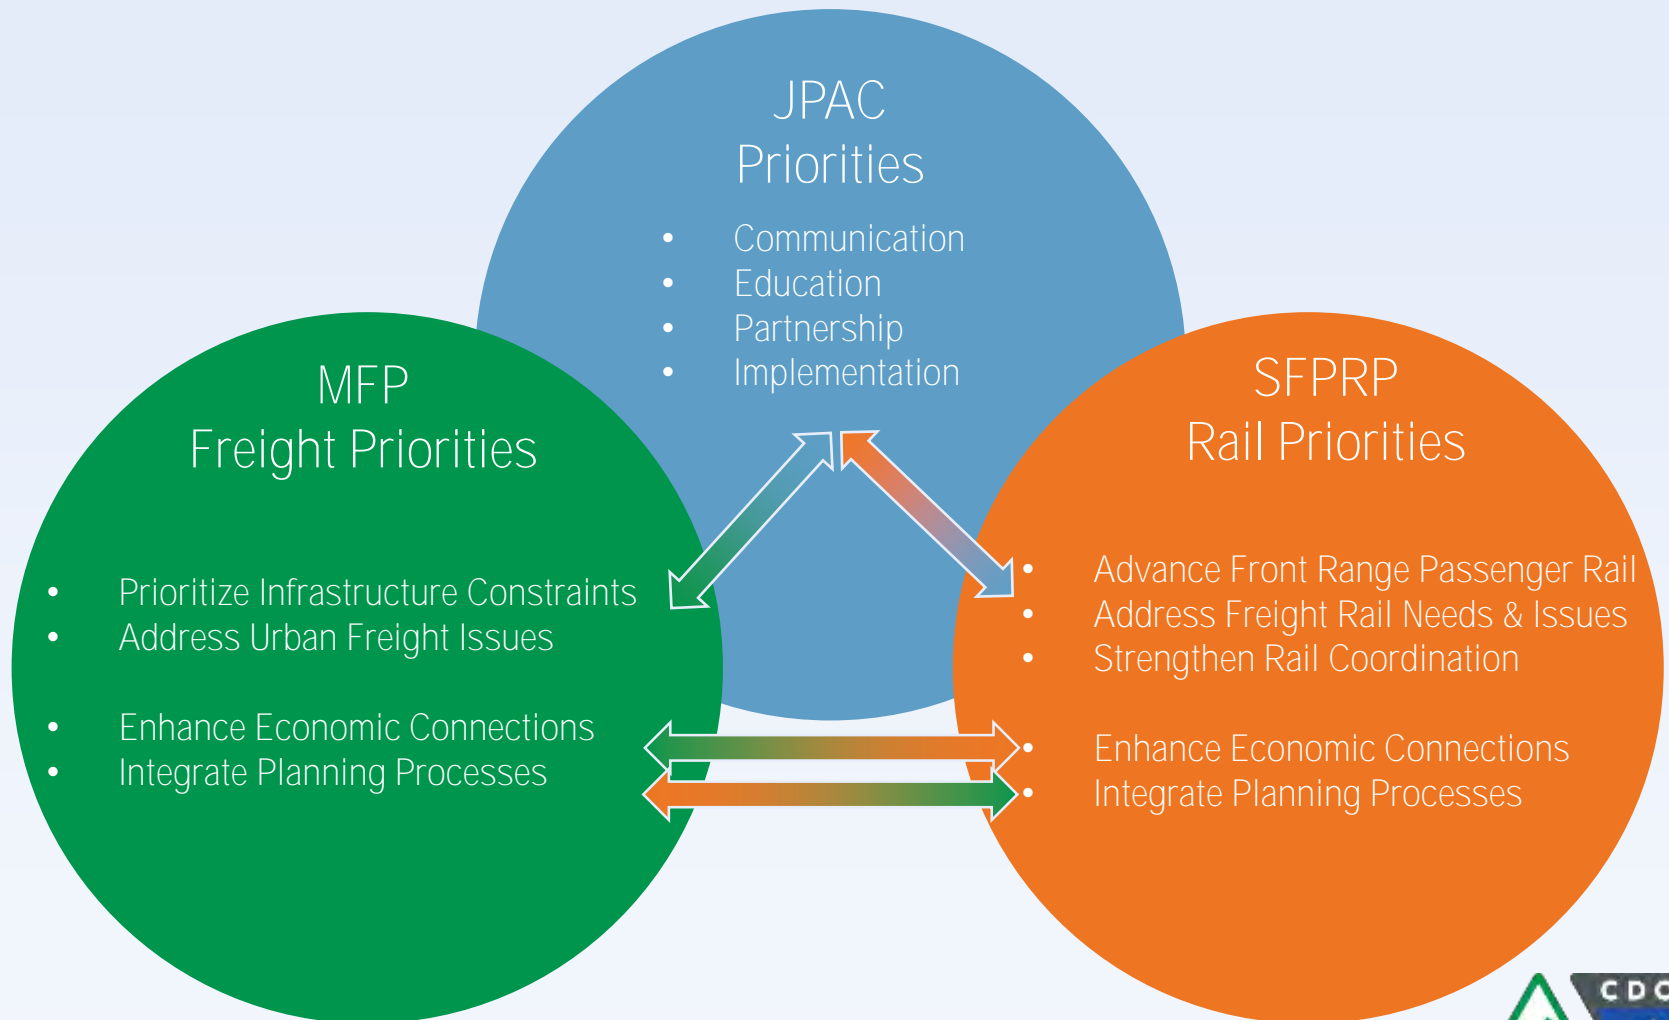 JPAC
Priorities
• Communication
• Education
• Partnership
• Implementation
MFP
Freight Priorities
• Prioritize Infrastructure Constraints
• Address Urban Freight Issues
• Enhance Economic Connections
• Integrate Planning Processes
SFPRP
Rail Priorities
• Advance Front Range Passenger Rail
• Address Freight Rail Needs & Issues
• Strengthen Rail Coordination
• Enhance Economic Connections
• Integrate Planning Processes